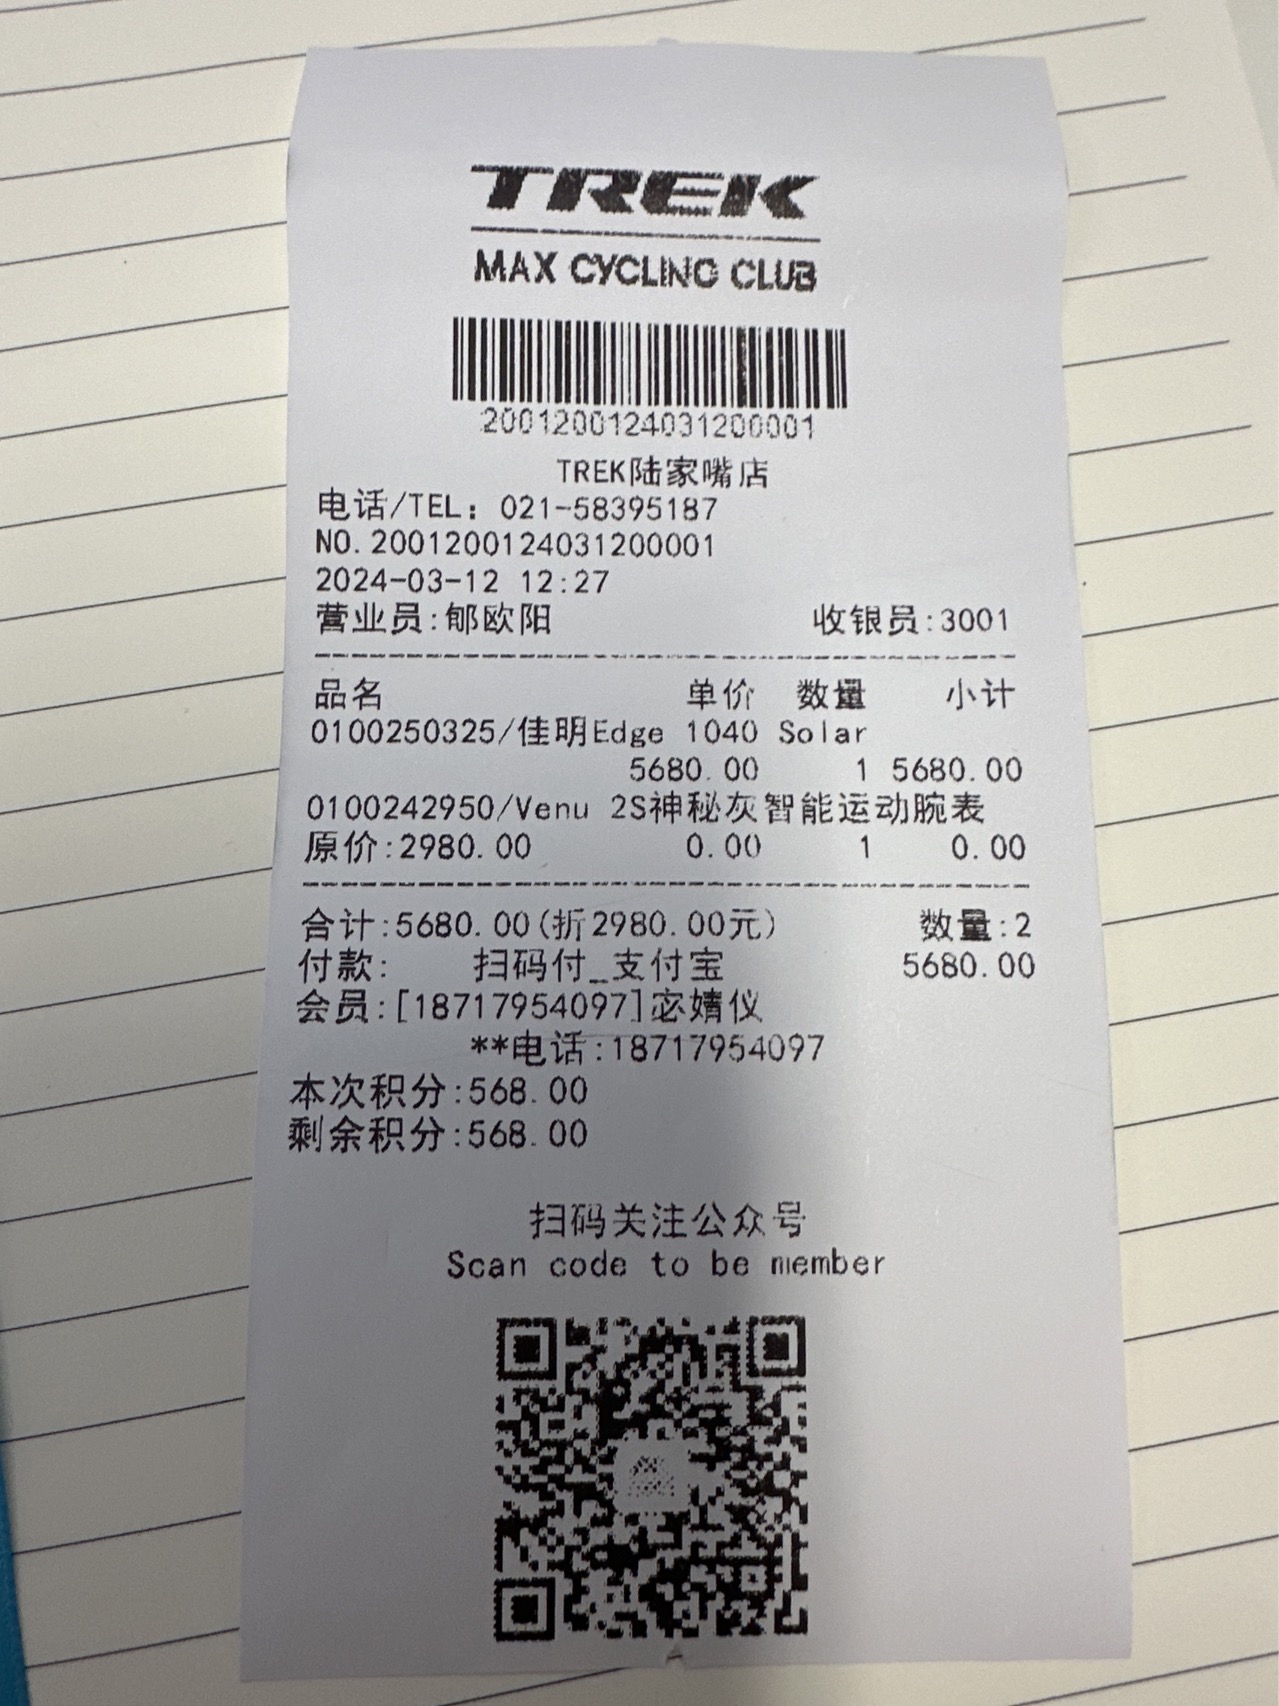 TREK
MAX CYCLING CLUB
2001200124031200001
TREK陆家嘴店
电话/TEL: 021-58395187
NO.2001200124031200001
2024-03-12 12:27
营业员:郇欧阳 收银员:3001
品名 单价 数量 小计
0100250325/佳明Edge 1040 Solar
5680.00 1 5680.00
0100242950/Venu 2S神秘灰智能运动腕表
原价:2980.00 0.00 1 0.00
合计:5680.00(折2980.00元) 数量:2
付款: 扫码付_支付宝 5680.00
会员:[18717954097]宓婧仪
**电话:18717954097
本次积分:568.00
剩余积分:568.00
扫码关注公众号
Scan code to be member